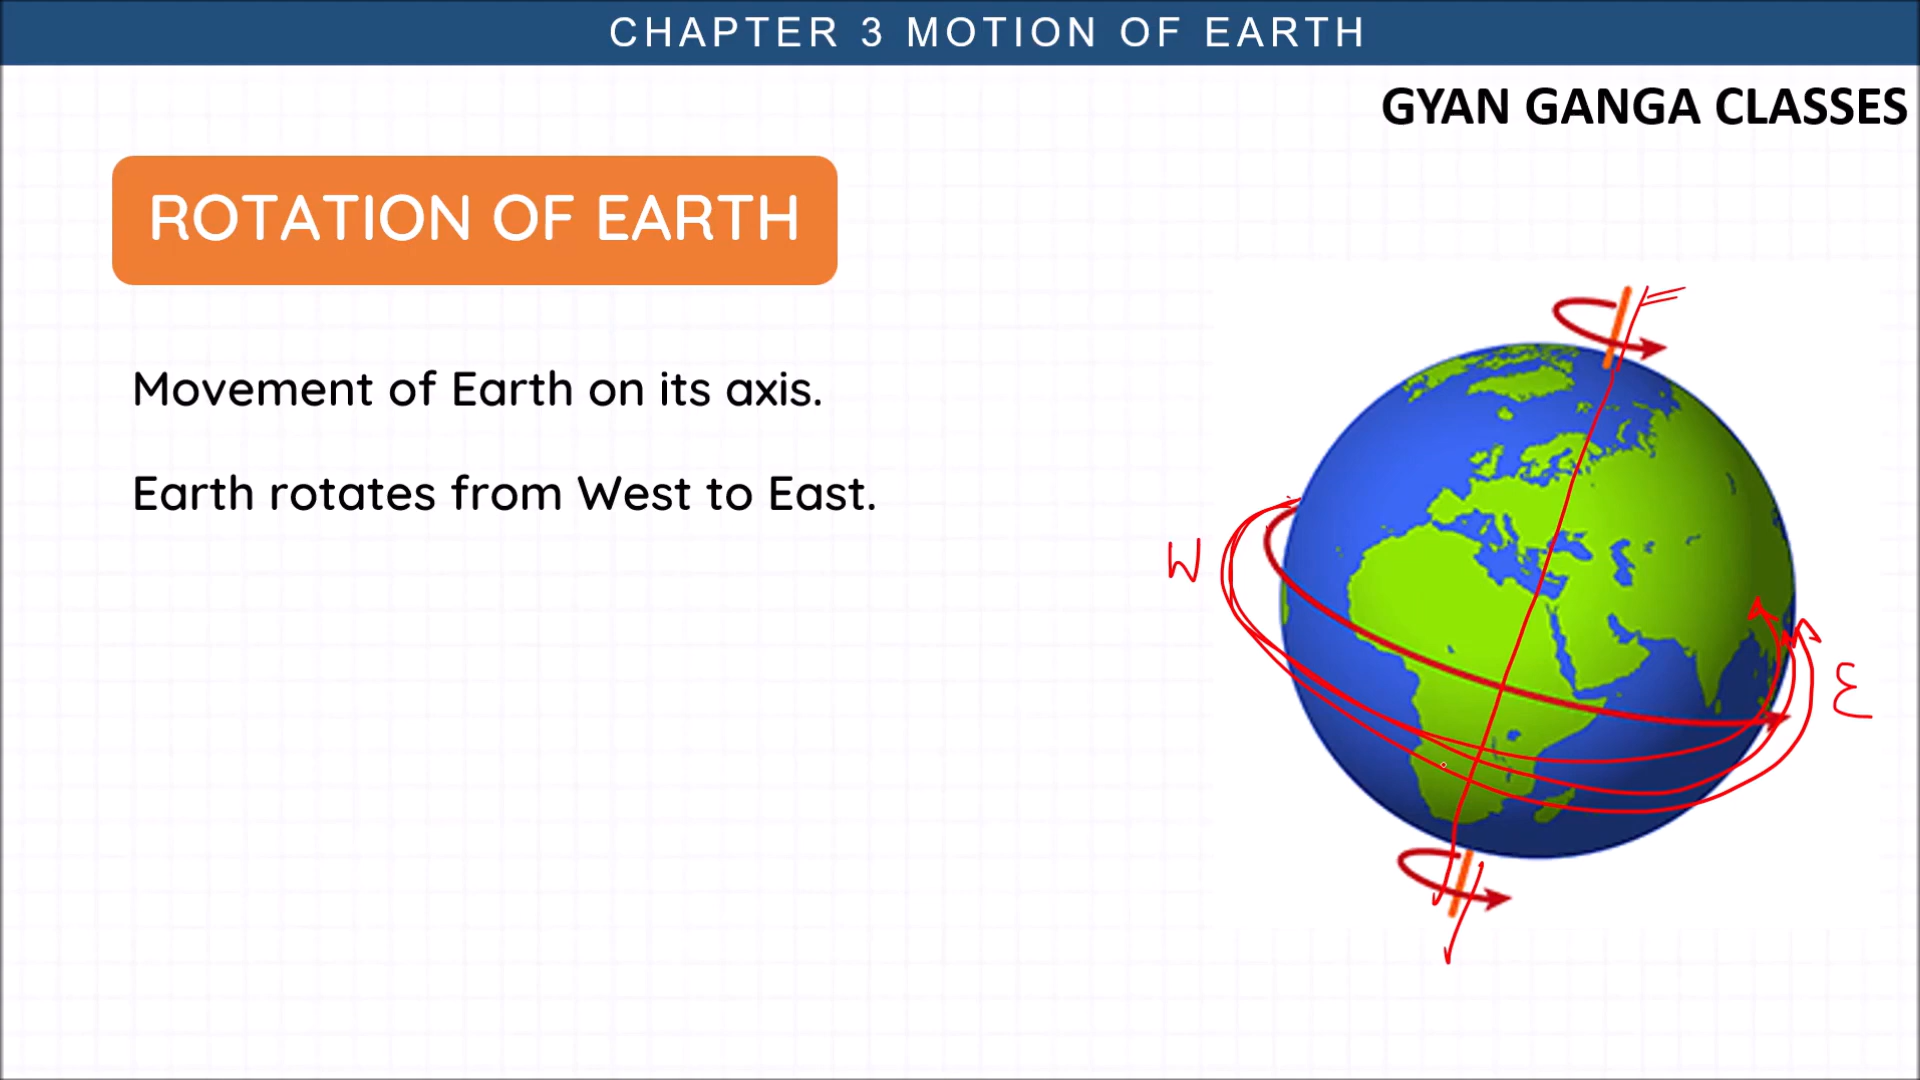 CHAPTER 3 MOTION OF EARTH
GYAN GANGA CLASSES
ROTATION OF EARTH
Movement of Earth on its axis.
Earth rotates from West to East.
W
E